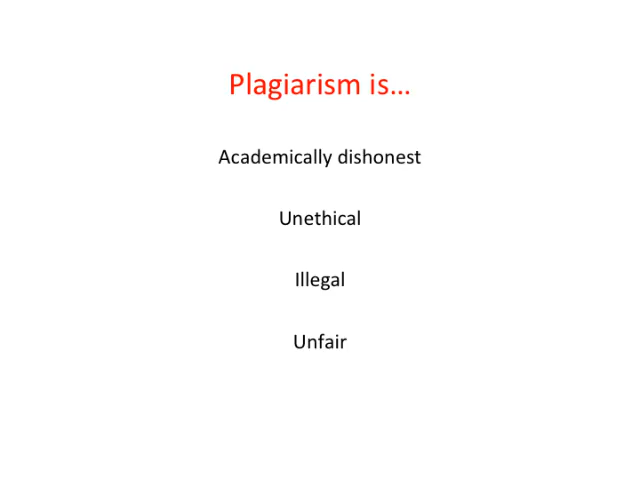 Plagiarism is...
Academically dishonest
Unethical
Illegal
Unfair